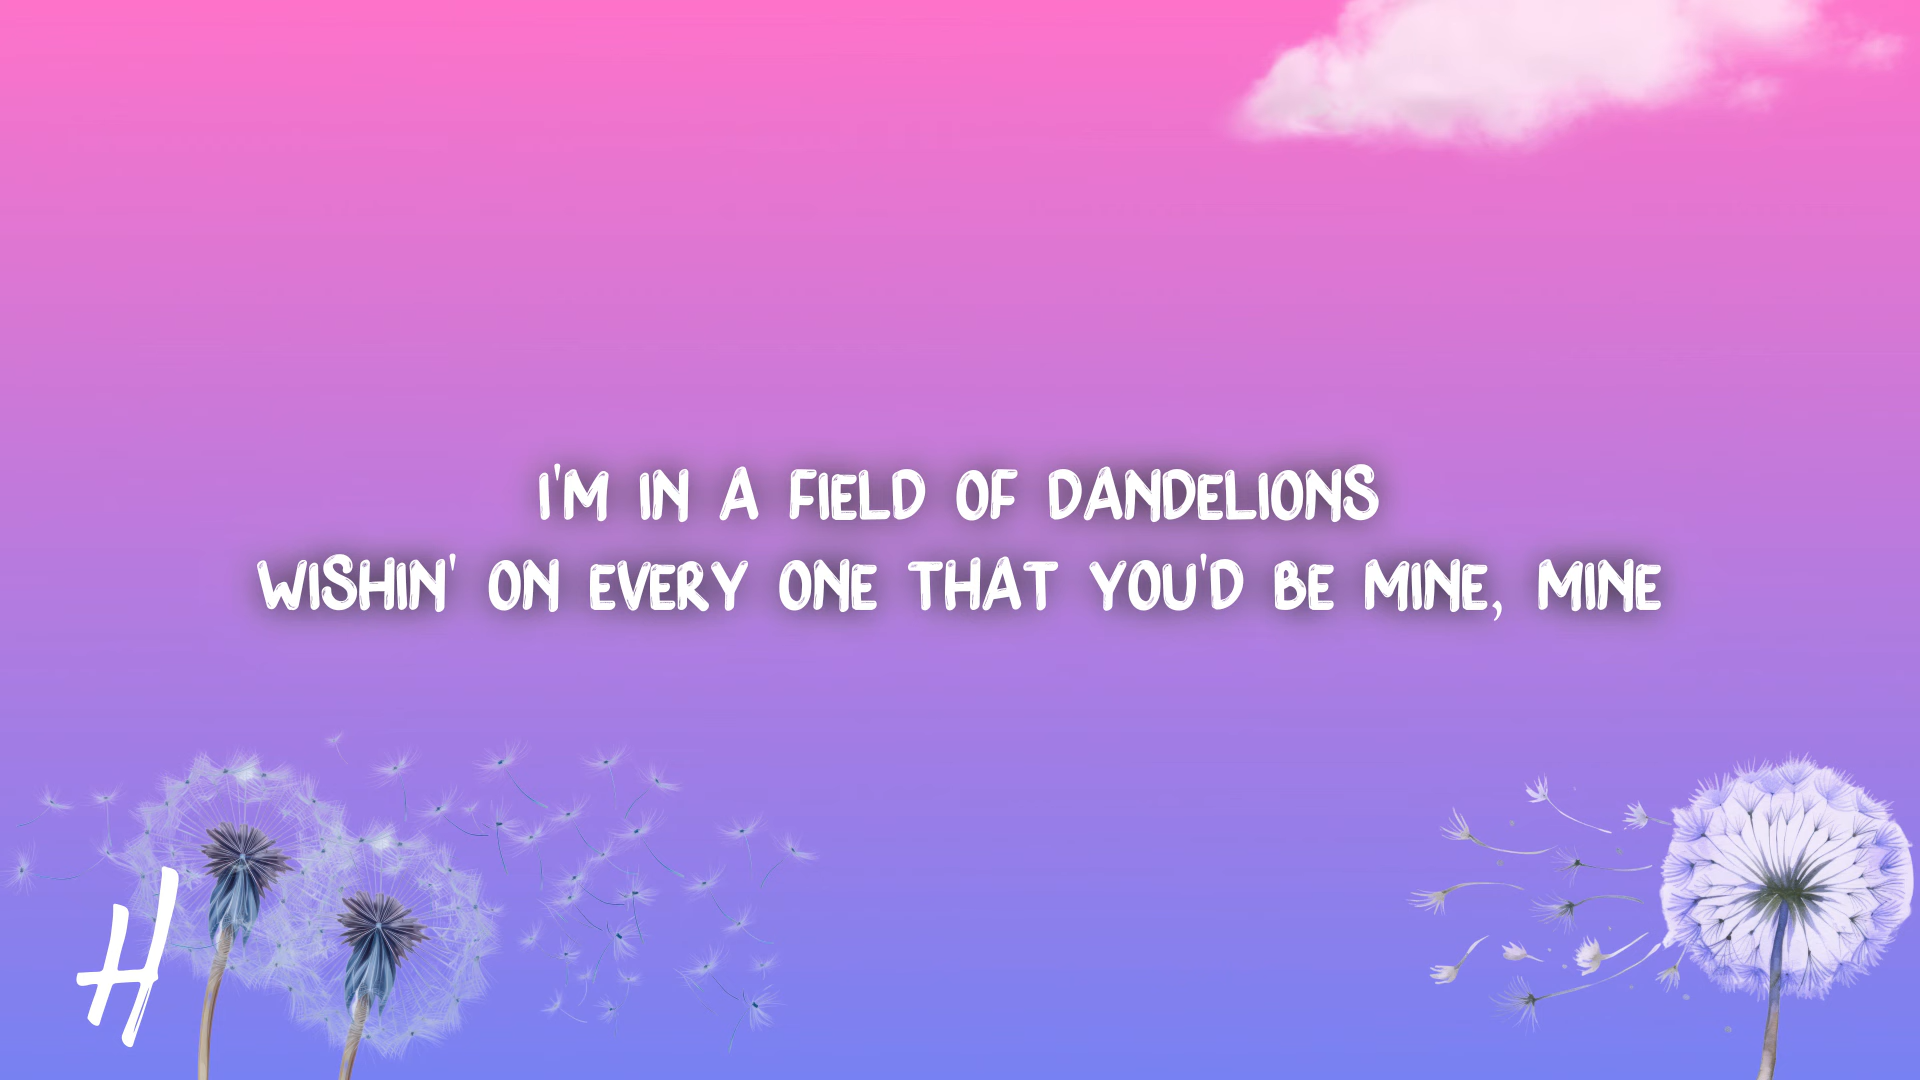 I'M IN A FIELD OF DANDELIONS
WISHIN' ON EVERY ONE THAT YOU'D BE MINE, MINE
H